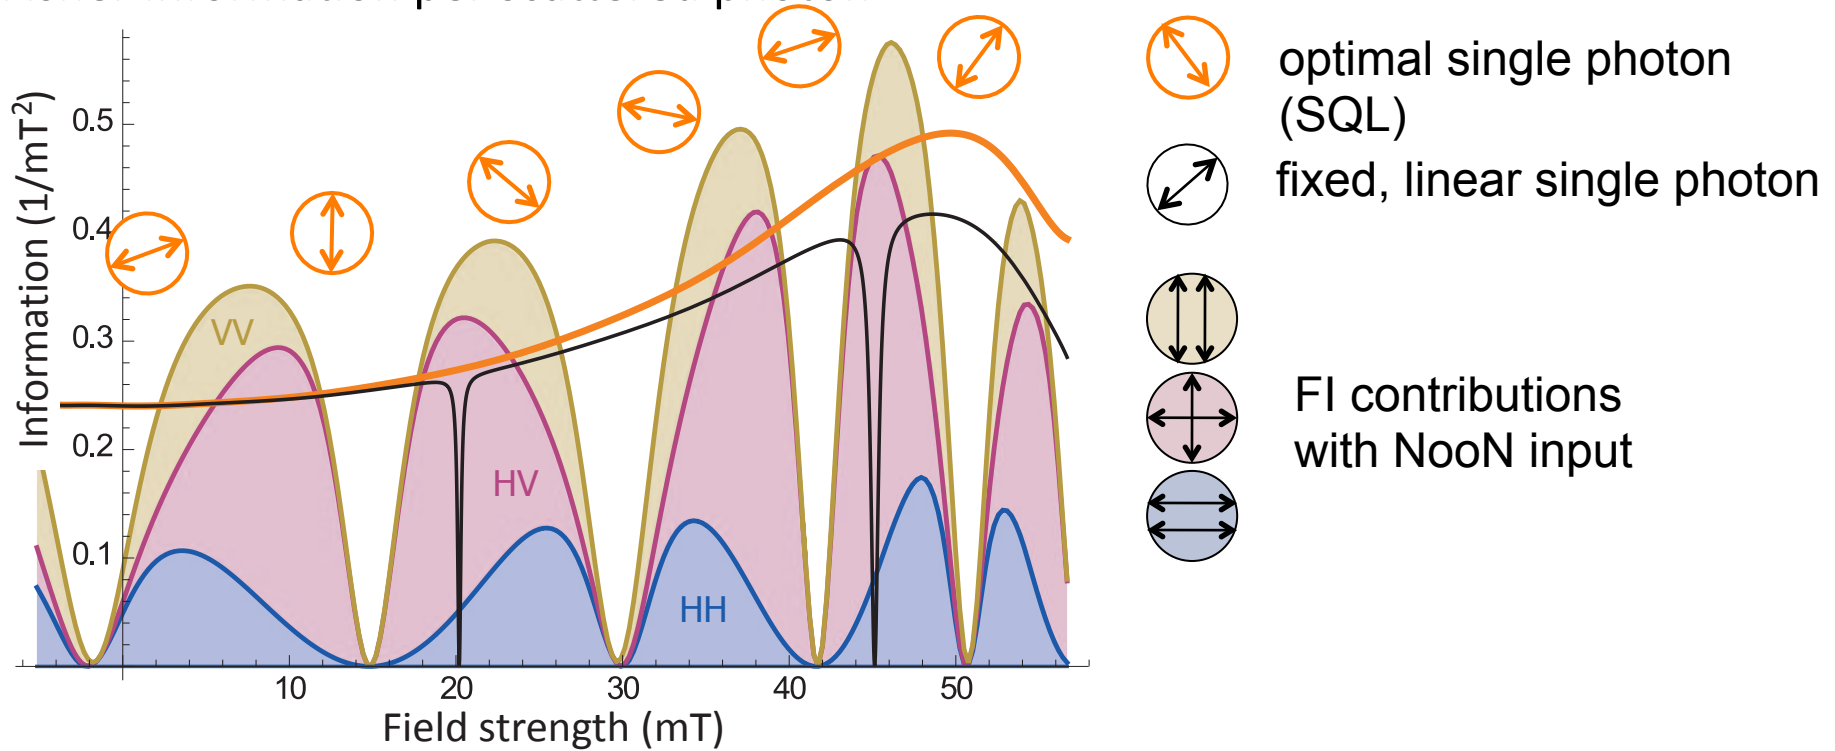 optimal single photon
(SQL)
fixed, linear single photon
FI contributions
with NooN input
Information (1/mT²)
0.5
0.4
0.3
0.2
0.1
VV
HV
HH
10 20 30 40 50
Field strength (mT)